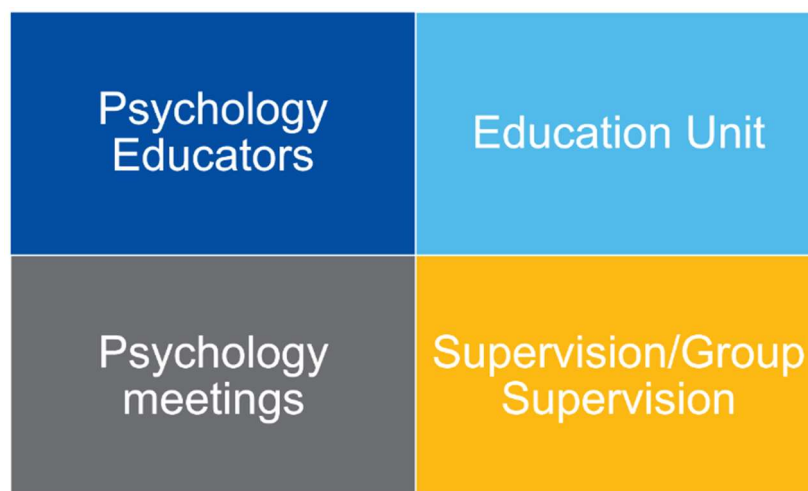 Psychology
Educators
Education Unit
Psychology
meetings
Supervision/Group
Supervision